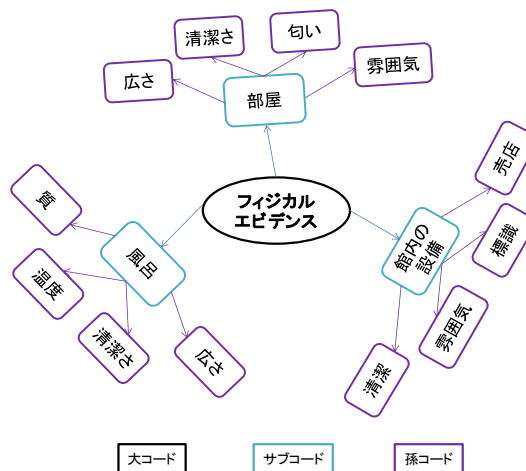 清潔さ
匂い
広さ
雰囲気
部屋
フィジカル
エビデンス
売店
標識
館内の
設備
雰囲気
清潔
質
風呂
温度
清潔さ
広さ
大コード
サブコード
孫コード